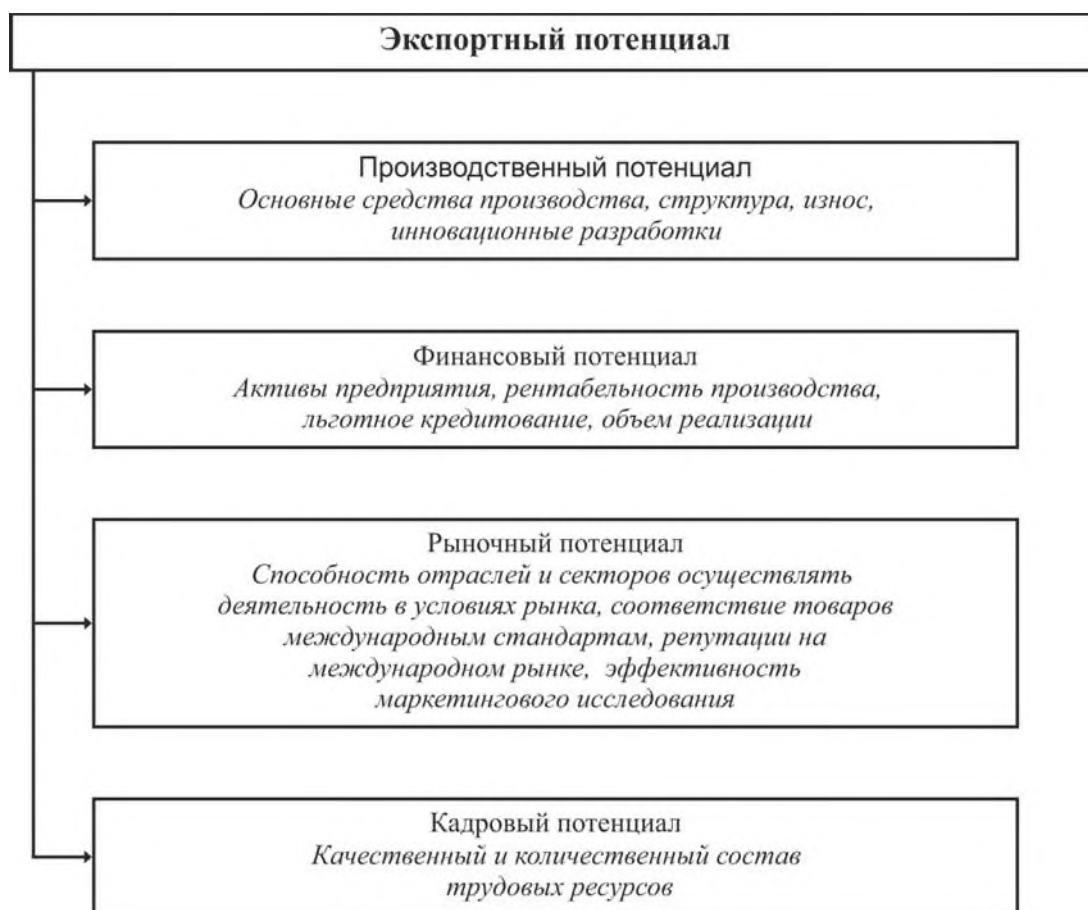 Экспортный потенциал
Производственный потенциал
Основные средства производства, структура, износ,
инновационные разработки
Финансовый потенциал
Активы предприятия, рентабельность производства,
льготное кредитование, объем реализации
Рыночный потенциал
Способность отраслей и секторов осуществлять
деятельность в условиях рынка, соответствие товаров
международным стандартам, репутации на
международном рынке, эффективность
маркетингового исследования
Кадровый потенциал
Качественный и количественный состав
трудовых ресурсов